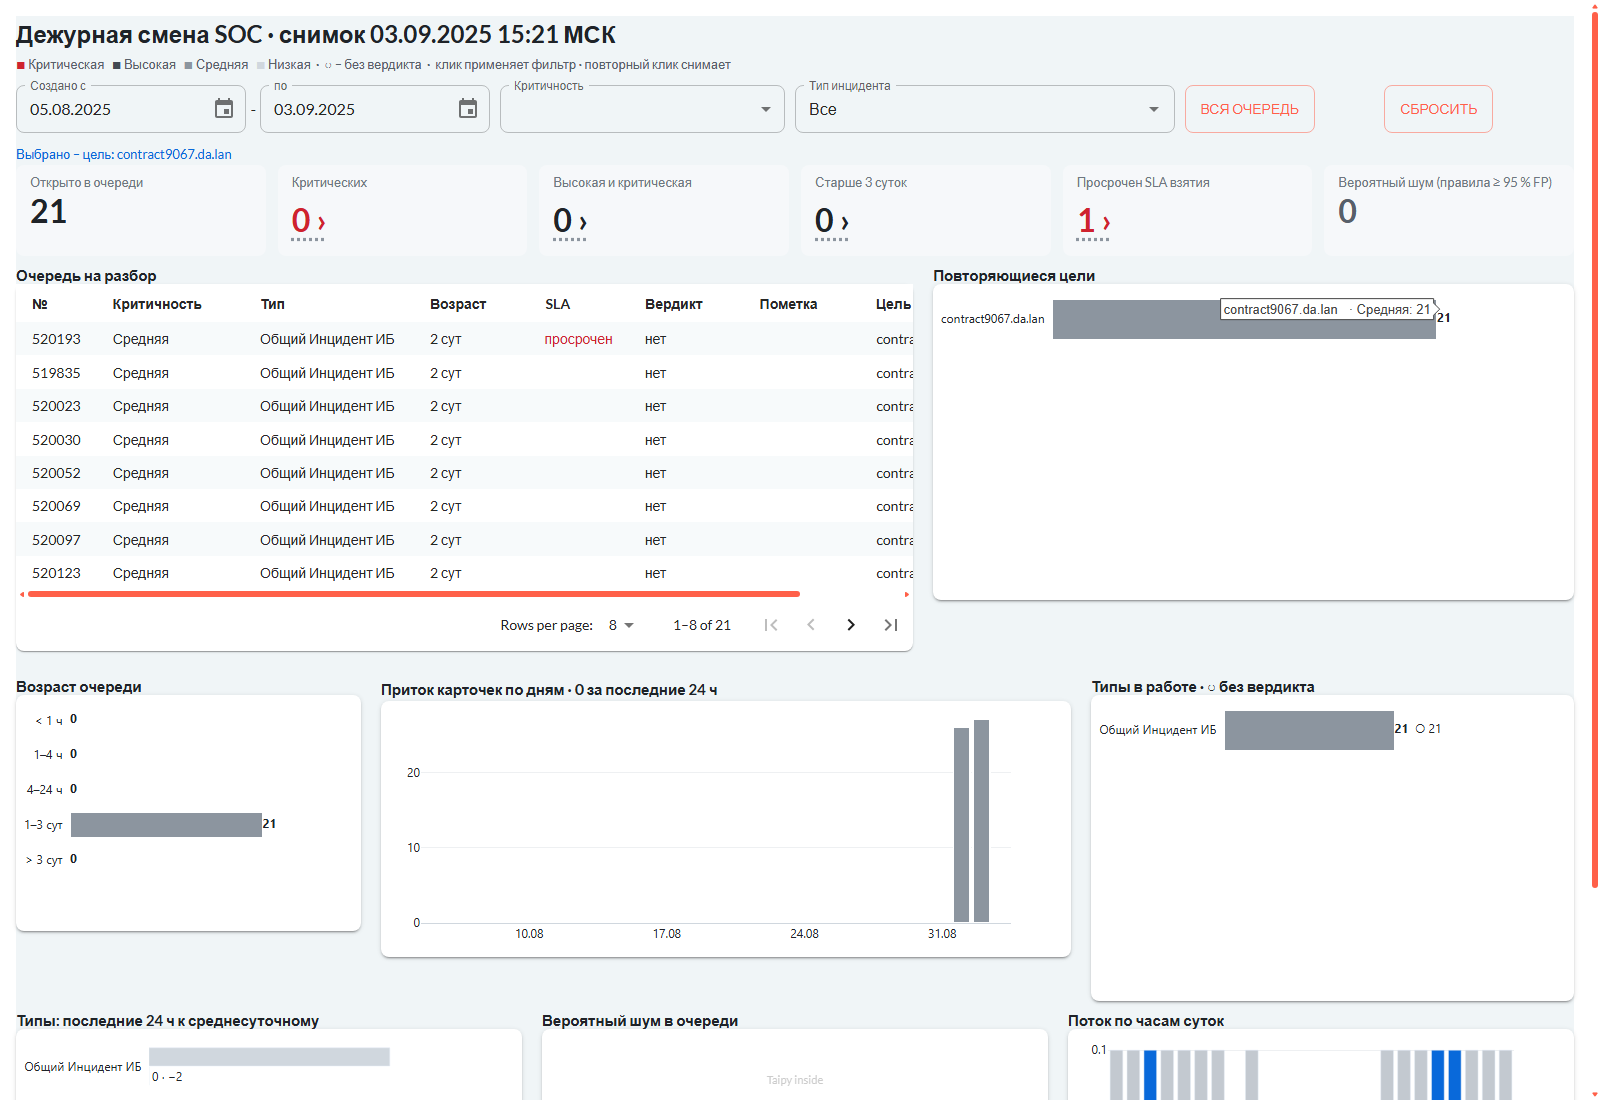 Дежурная смена SOC · снимок 03.09.2025 15:21 МСК
■ Критическая ■ Высокая ■ Средняя ■ Низкая · ○ – без вердикта · клик применяет фильтр · повторный клик снимает
Создано с по Критичность Тип инцидента
05.08.2025 - 03.09.2025 Все ВСЯ ОЧЕРЕДЬ СБРОСИТЬ
Выбрано – цель: contract9067.da.lan
Открыто в очереди Критических Высокая и критическая Старше 3 суток Просрочен SLA взятия Вероятный шум (правила ≥ 95 % FP)
21 0 › 0 › 0 › 1 › 0
Очередь на разбор
№ Критичность Тип Возраст SLA Вердикт Пометка Цель
520193 Средняя Общий Инцидент ИБ 2 сут просрочен нет contra
519835 Средняя Общий Инцидент ИБ 2 сут нет contra
520023 Средняя Общий Инцидент ИБ 2 сут нет contra
520030 Средняя Общий Инцидент ИБ 2 сут нет contra
520052 Средняя Общий Инцидент ИБ 2 сут нет contra
520069 Средняя Общий Инцидент ИБ 2 сут нет contra
520097 Средняя Общий Инцидент ИБ 2 сут нет contra
520123 Средняя Общий Инцидент ИБ 2 сут нет contra
Rows per page: 8 1–8 of 21
Повторяющиеся цели
contract9067.da.lan 21
contract9067.da.lan · Средняя: 21
Возраст очереди
< 1 ч 0
1–4 ч 0
4–24 ч 0
1–3 сут 21
> 3 сут 0
Приток карточек по дням · 0 за последние 24 ч
20
10
0
10.08 17.08 24.08 31.08
Типы в работе · ○ без вердикта
Общий Инцидент ИБ 21 ○ 21
Типы: последние 24 ч к среднесуточному
Общий Инцидент ИБ
0 · −2
Вероятный шум в очереди
Taipy inside
Поток по часам суток
0.1